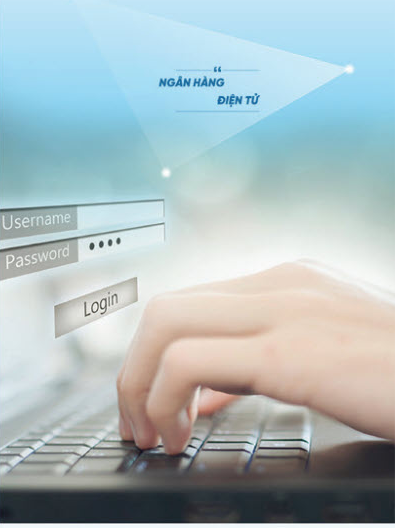 “
NGÂN HÀNG
ĐIỆN TỬ
Username
Password ••••
Login